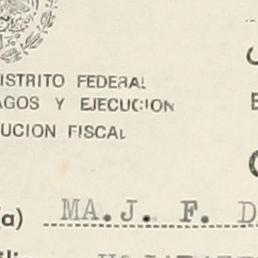 ISTRITO FEDERAL
AGOS Y EJECUCION
UCION FISCAL
(a) MA. J. F. D